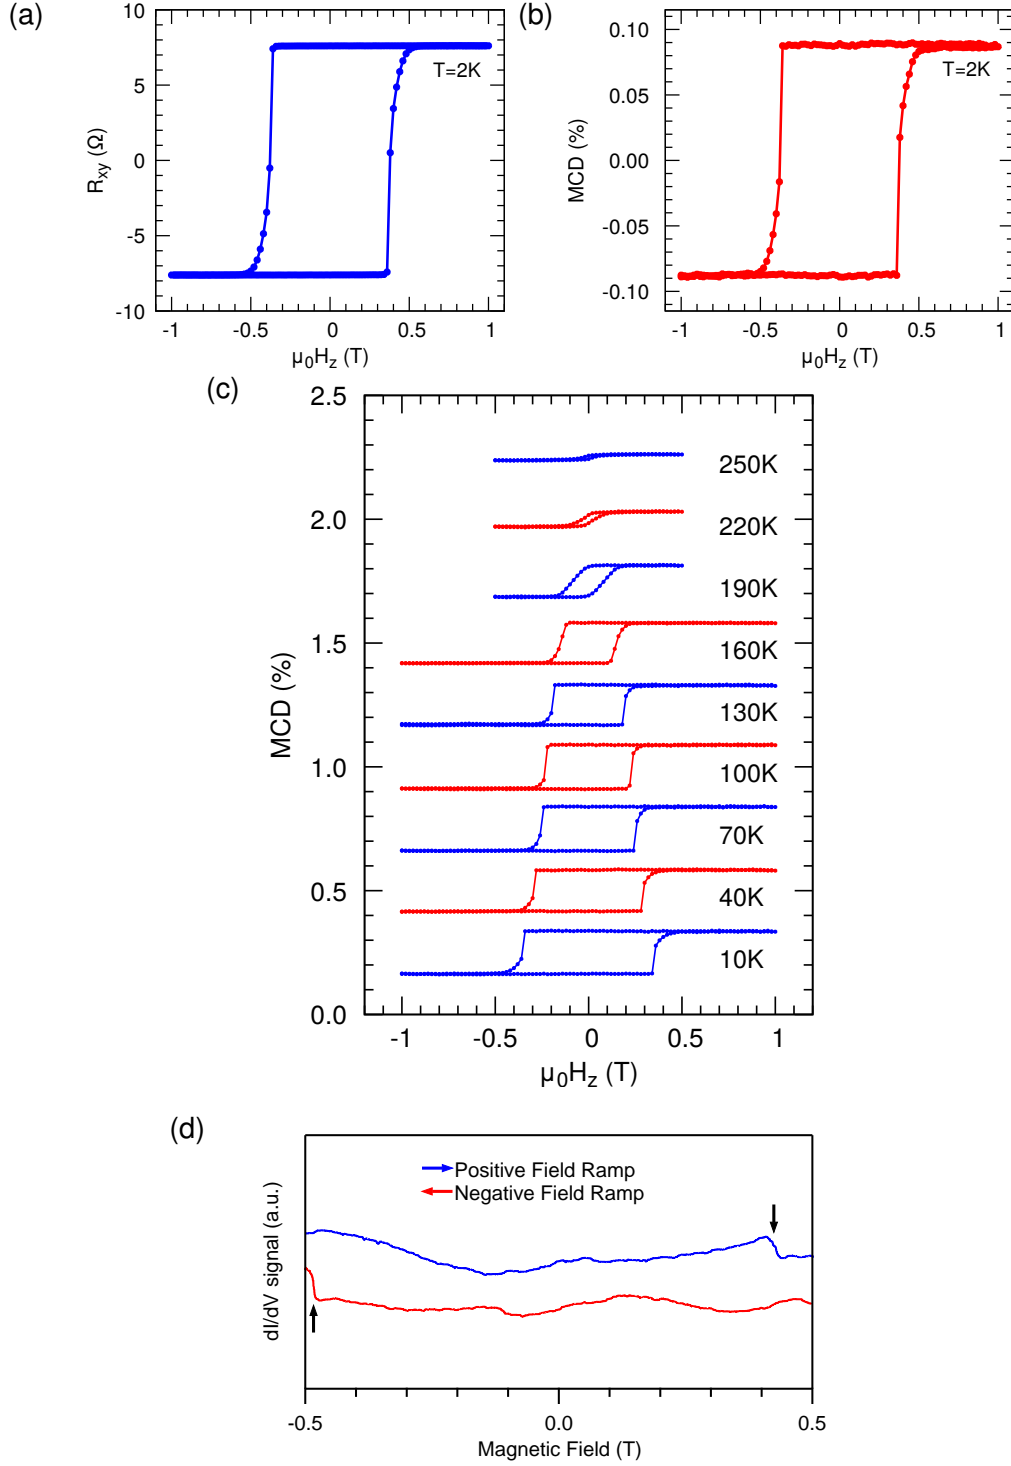 (a)
10
5
0
-5
-10
R_xy (Ω)
T=2K
-1 -0.5 0 0.5 1
μ₀H_z (T)
(b)
0.10
0.05
0.00
-0.05
-0.10
MCD (%)
T=2K
-1 -0.5 0 0.5 1
μ₀H_z (T)
(c)
2.5
2.0
1.5
1.0
0.5
0.0
MCD (%)
250K
220K
190K
160K
130K
100K
70K
40K
10K
-1 -0.5 0 0.5 1
μ₀H_z (T)
(d)
dI/dV signal (a.u.)
Positive Field Ramp
Negative Field Ramp
-0.5 0.0 0.5
Magnetic Field (T)